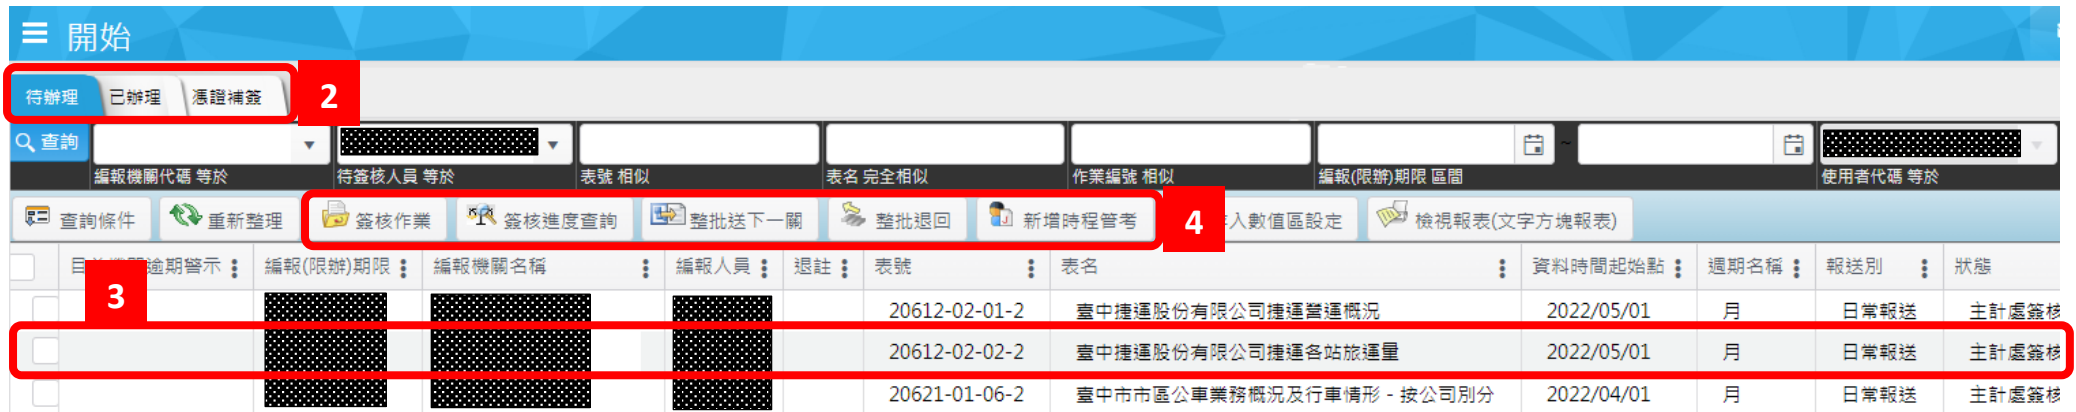 開始
待辦理 已辦理 憑證補簽 2
查詢 ~
編報機關代碼 等於 待簽核人員 等於 表號 相似 表名 完全相似 作業編號 相似 編報(限辦)期限 區間 使用者代碼 等於
查詢條件 重新整理 簽核作業 簽核進度查詢 整批送下一關 整批退回 新增時程管考 4 入數值區設定 檢視報表(文字方塊報表)
逾期警示 編報(限辦)期限 編報機關名稱 編報人員 退註 表號 表名 資料時間起始點 週期名稱 報送別 狀態
3
20612-02-01-2 臺中捷運股份有限公司捷運營運概況 2022/05/01 月 日常報送 主計處簽核
20612-02-02-2 臺中捷運股份有限公司捷運各站旅運量 2022/05/01 月 日常報送 主計處簽核
20621-01-06-2 臺中市市區公車業務概況及行車情形 - 按公司別分 2022/04/01 月 日常報送 主計處簽核